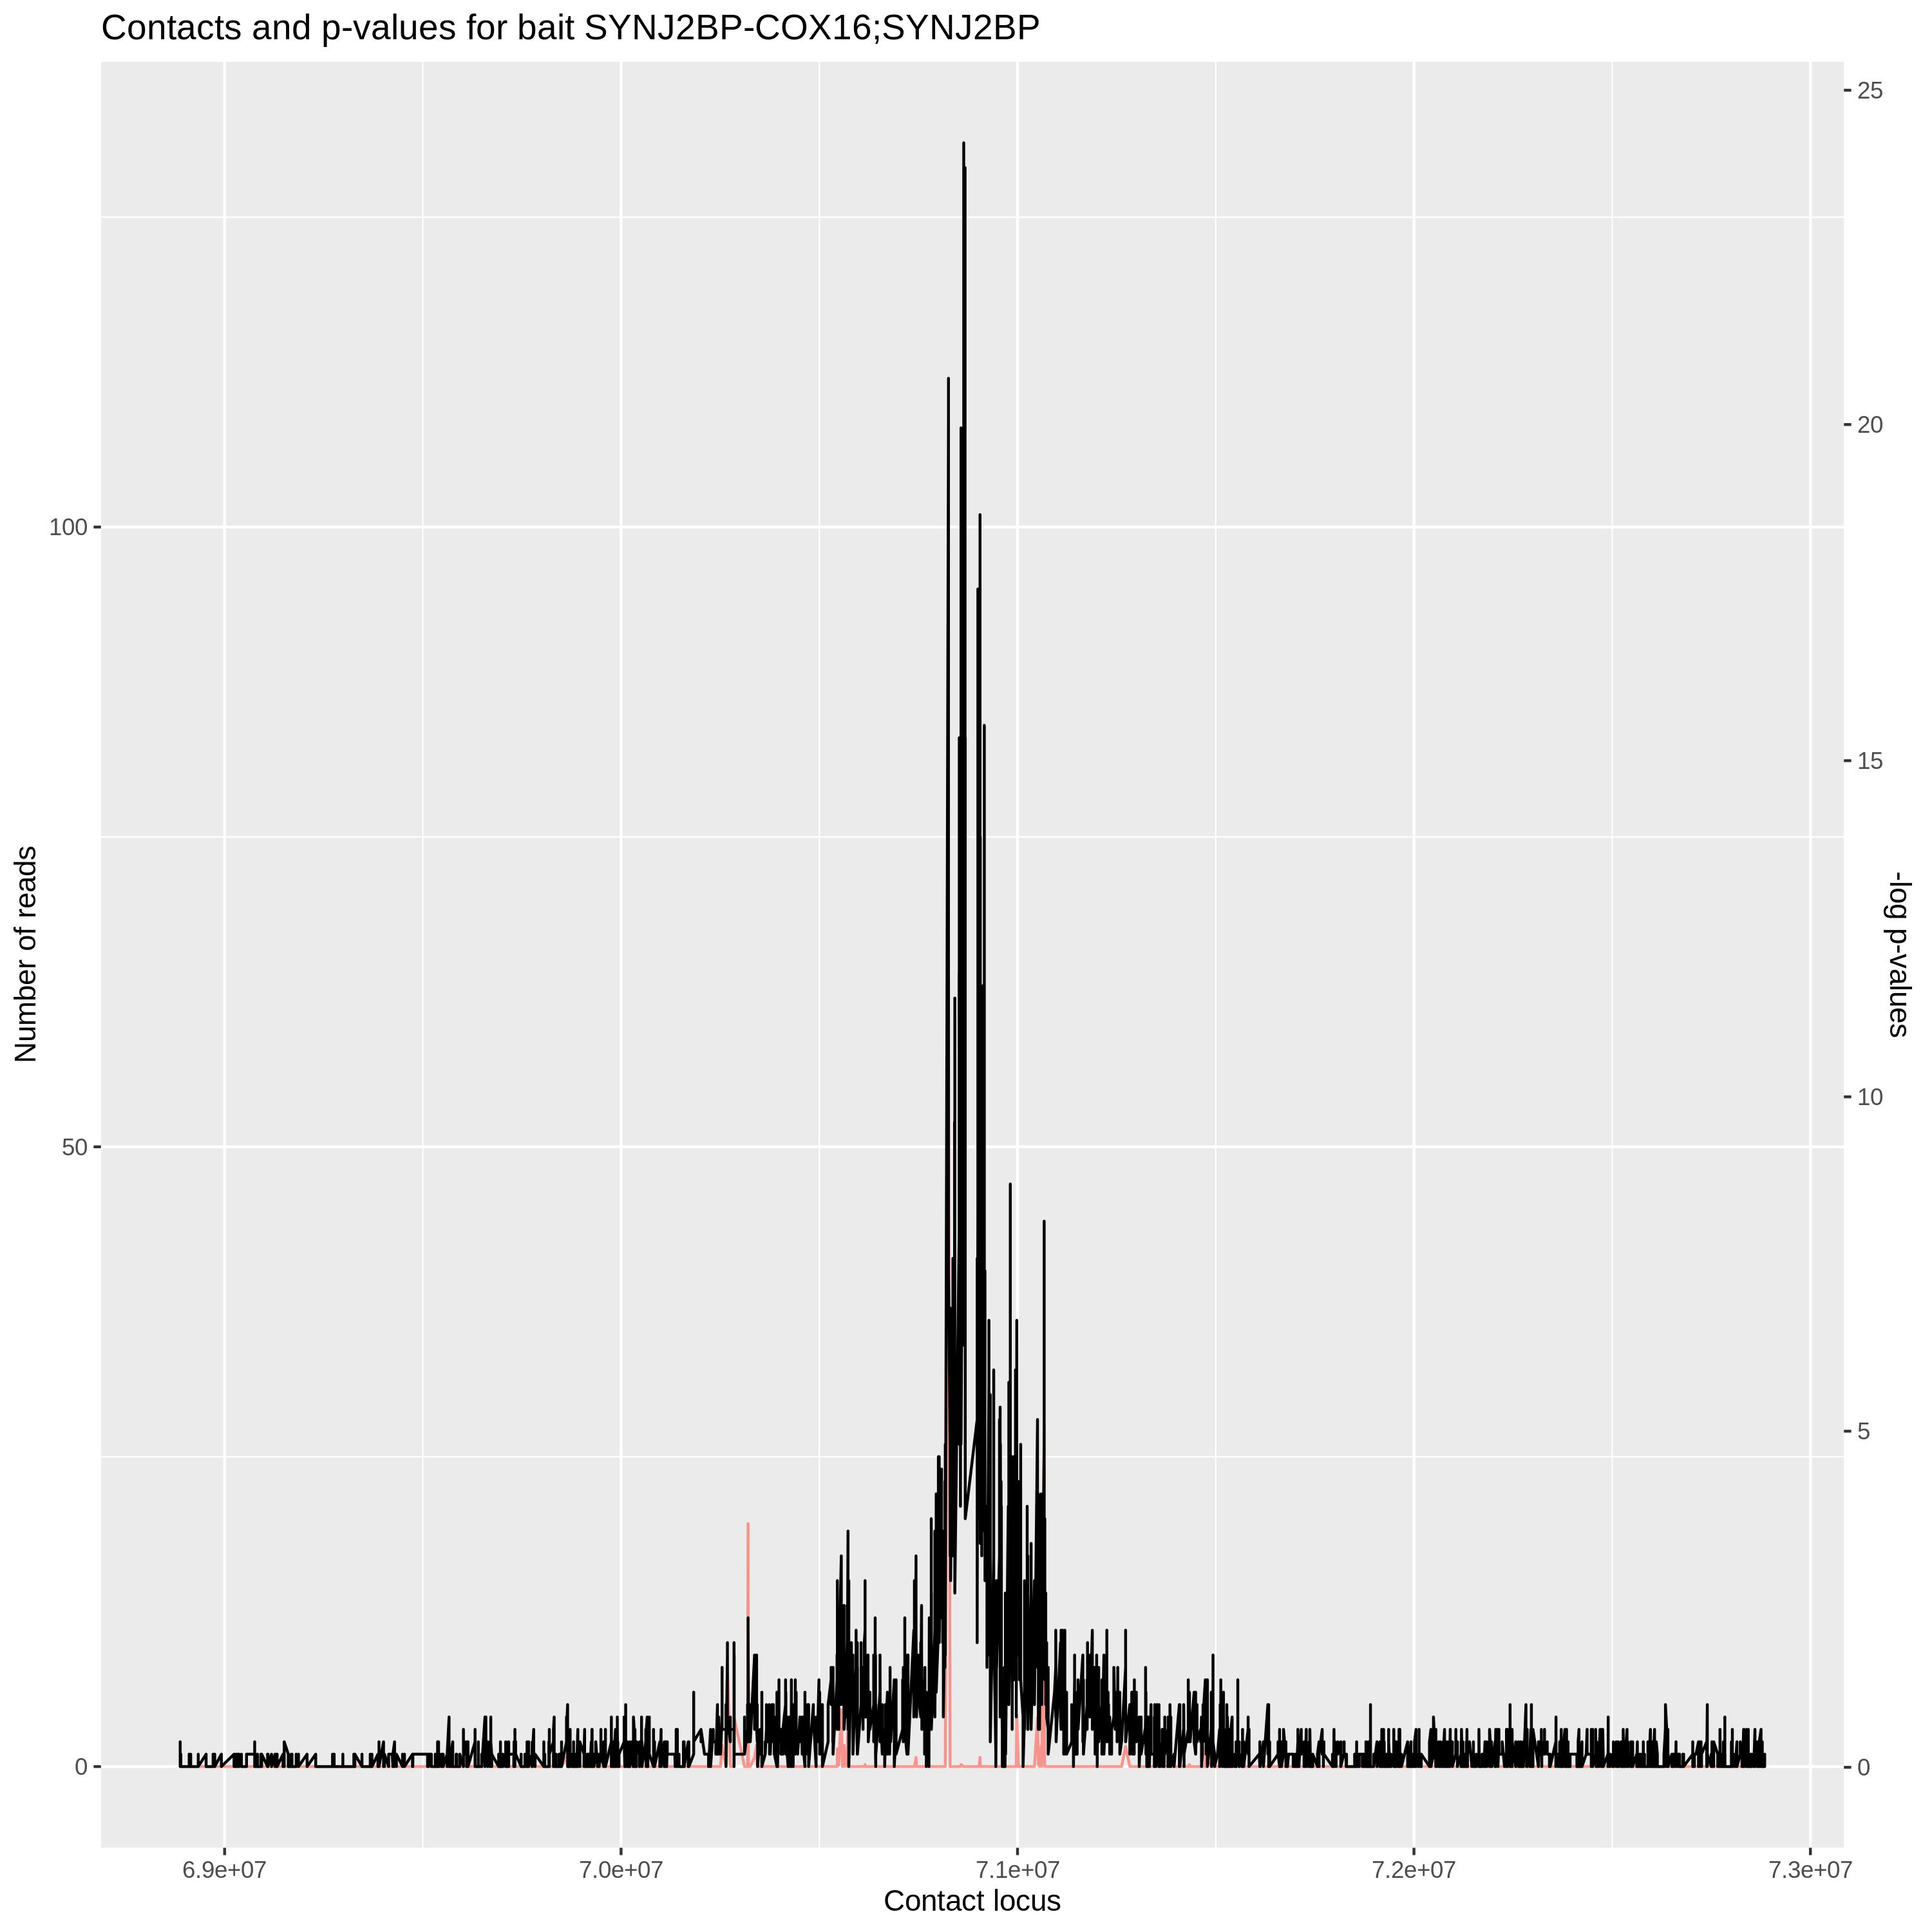 Contacts and p-values for bait SYNJ2BP-COX16;SYNJ2BP
Number of reads
100
50
0
25
20
15
10
5
0
-log p-values
6.9e+07 7.0e+07 7.1e+07 7.2e+07 7.3e+07
Contact locus